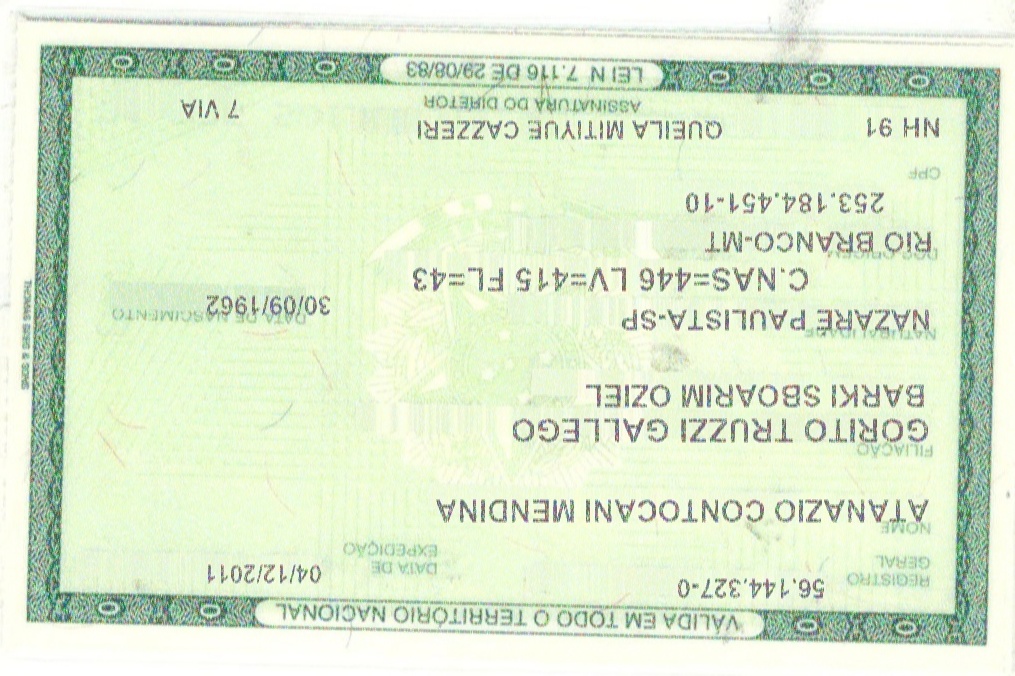 VÁLIDA EM TODO O TERRITÓRIO NACIONAL
REGISTRO GERAL 56.144.327-0 DATA DE EXPEDIÇÃO 04/12/2011
NOME
ATANAZIO CONTOCANI MENDINA
FILIAÇÃO
GORITO TRUZZI GALLEGO
BARKI SBOARIM OZIEL
NATURALIDADE DATA DE NASCIMENTO
NAZARE PAULISTA-SP 30/09/1962
C.NAS=446 LV=415 FL=43
DOC ORIGEM
RIO BRANCO-MT
253.184.451-10
CPF
NH 91 QUEILA MITIYUE CAZZERI 7 VIA
ASSINATURA DO DIRETOR
LEI N 7.116 DE 29/08/83